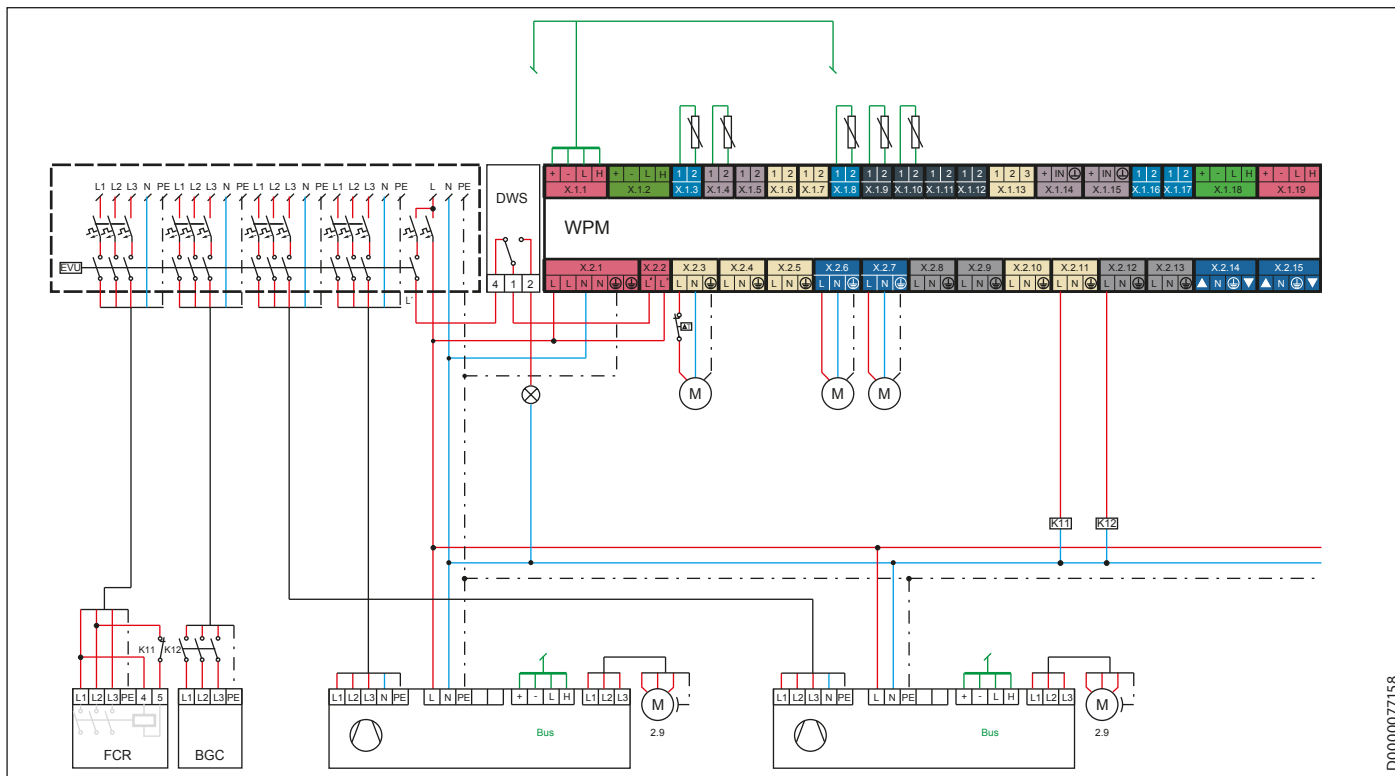 L1 L2 L3 N PE L1 L2 L3 N PE L1 L2 L3 N PE L1 L2 L3 N PE L N PE
EVU
L'
DWS
4 1 2
+ - L H + - L H 1 2 1 2 1 2 1 2 1 2 1 2 1 2 1 2 1 2 1 2 1 2 3 + IN + IN 1 2 1 2 + - L H + - L H
X.1.1 X.1.2 X.1.3 X.1.4 X.1.5 X.1.6 X.1.7 X.1.8 X.1.9 X.1.10 X.1.11 X.1.12 X.1.13 X.1.14 X.1.15 X.1.16 X.1.17 X.1.18 X.1.19
WPM
X.2.1 X.2.2 X.2.3 X.2.4 X.2.5 X.2.6 X.2.7 X.2.8 X.2.9 X.2.10 X.2.11 X.2.12 X.2.13 X.2.14 X.2.15
L L N N L' L' L N L N L N L N L N L N L N L N L N L N L N ▲ N ▼ ▲ N ▼
M M M
K11 K12
K11 K12
L1 L2 L3 PE 4 5
FCR
L1 L2 L3 PE
BGC
L1 L2 L3 N PE L N PE + - L H L1 L2 L3
Bus
M
2.9
L1 L2 L3 N PE L N PE + - L H L1 L2 L3
Bus
M
2.9
D0000077158